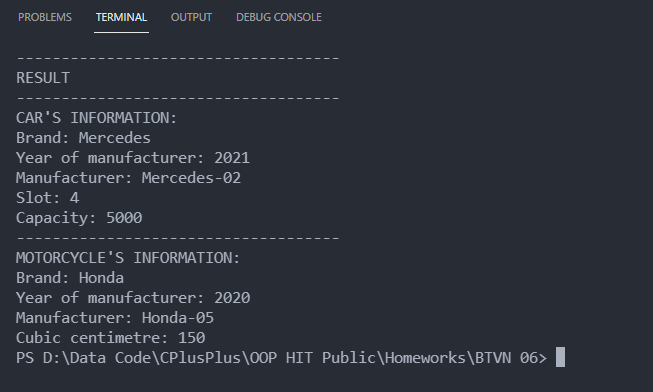 PROBLEMS TERMINAL OUTPUT DEBUG CONSOLE
------------------------------------
RESULT
------------------------------------
CAR'S INFORMATION:
Brand: Mercedes
Year of manufacturer: 2021
Manufacturer: Mercedes-02
Slot: 4
Capacity: 5000
------------------------------------
MOTORCYCLE'S INFORMATION:
Brand: Honda
Year of manufacturer: 2020
Manufacturer: Honda-05
Cubic centimetre: 150
PS D:\Data Code\CPlusPlus\OOP HIT Public\Homeworks\BTVN 06>